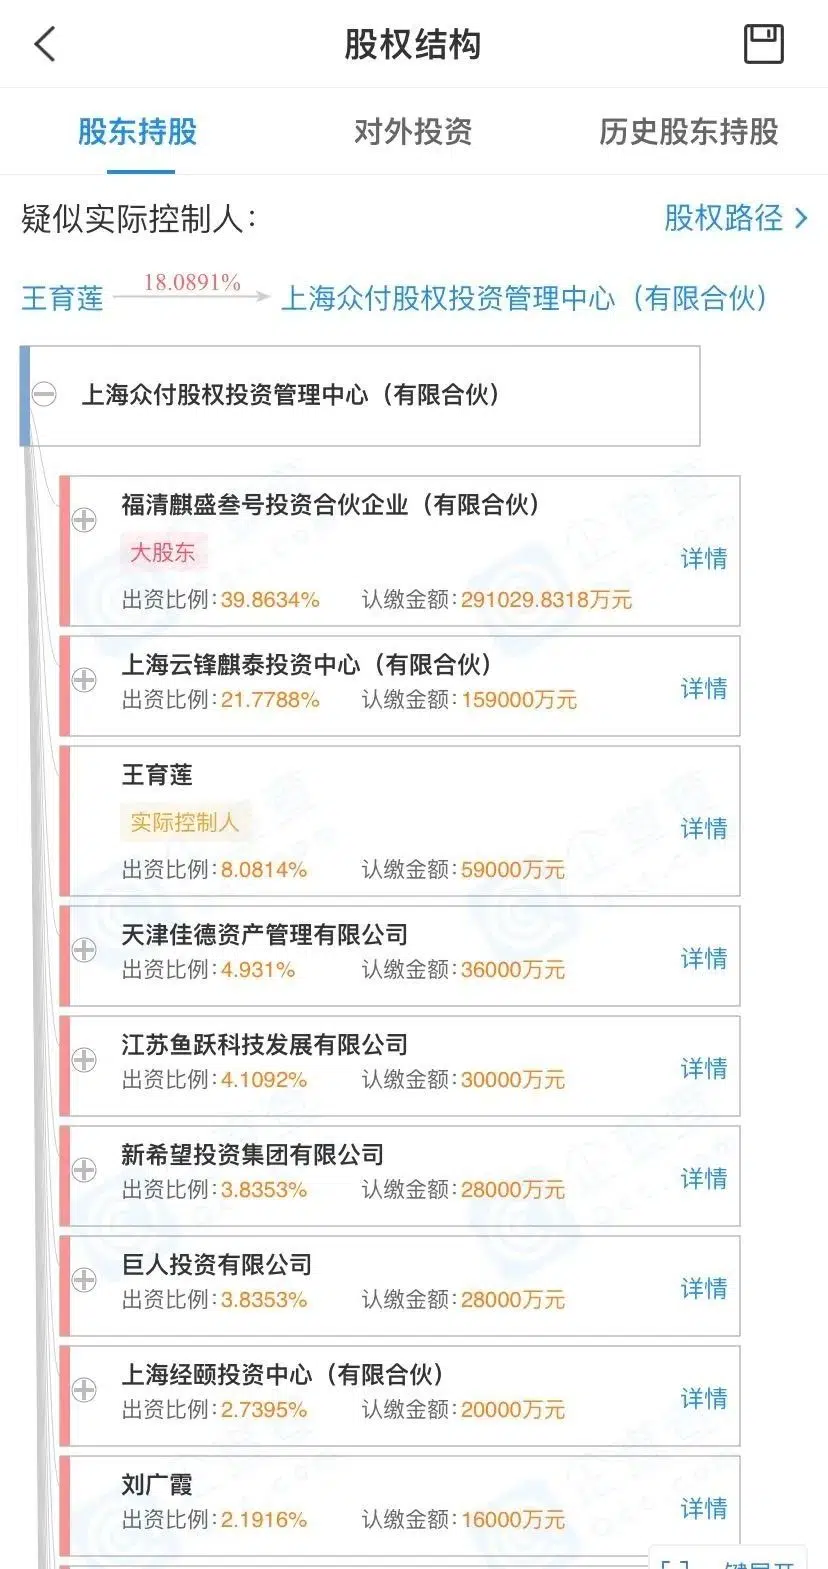 股权结构
股东持股 对外投资 历史股东持股
疑似实际控制人： 股权路径
王育莲 18.0891% 上海众付股权投资管理中心（有限合伙）
上海众付股权投资管理中心（有限合伙）
福清麒盛叁号投资合伙企业（有限合伙）
大股东
详情
出资比例：39.8634% 认缴金额：291029.8318万元
上海云锋麒泰投资中心（有限合伙）
详情
出资比例：21.7788% 认缴金额：159000万元
王育莲
实际控制人
详情
出资比例：8.0814% 认缴金额：59000万元
天津佳德资产管理有限公司
详情
出资比例：4.931% 认缴金额：36000万元
江苏鱼跃科技发展有限公司
详情
出资比例：4.1092% 认缴金额：30000万元
新希望投资集团有限公司
详情
出资比例：3.8353% 认缴金额：28000万元
巨人投资有限公司
详情
出资比例：3.8353% 认缴金额：28000万元
上海经颐投资中心（有限合伙）
详情
出资比例：2.7395% 认缴金额：20000万元
刘广霞
详情
出资比例：2.1916% 认缴金额：16000万元